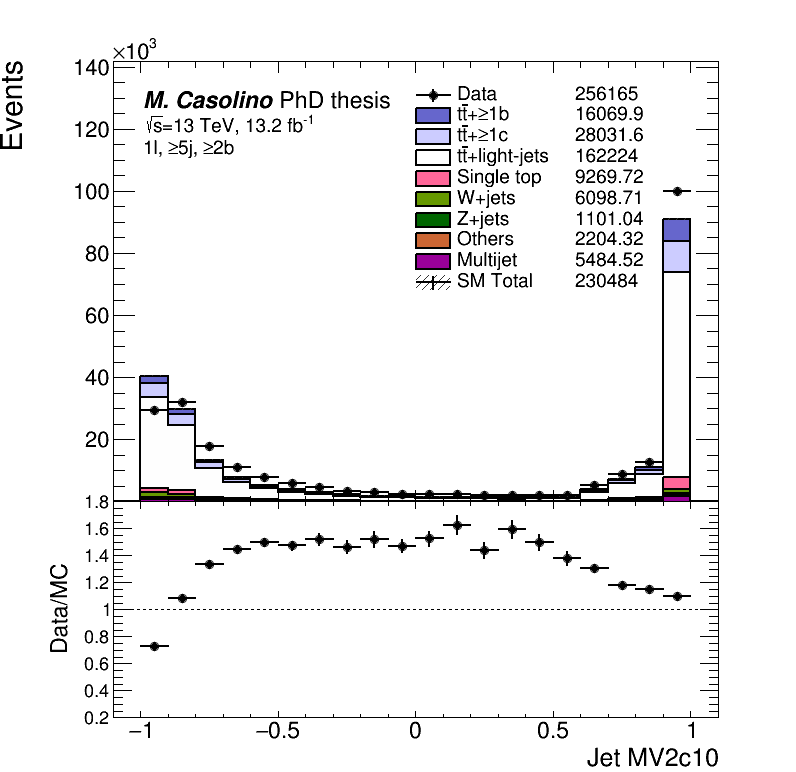 ×10³
Events
140
120
100
80
60
40
20
M. Casolino PhD thesis
√s=13 TeV, 13.2 fb⁻¹
1l, ≥5j, ≥2b
Data 256165
tt̄+≥1b 16069.9
tt̄+≥1c 28031.6
tt̄+light-jets 162224
Single top 9269.72
W+jets 6098.71
Z+jets 1101.04
Others 2204.32
Multijet 5484.52
SM Total 230484
Data/MC
1.8
1.6
1.4
1.2
1
0.8
0.6
0.4
0.2
−1 −0.5 0 0.5 1
Jet MV2c10